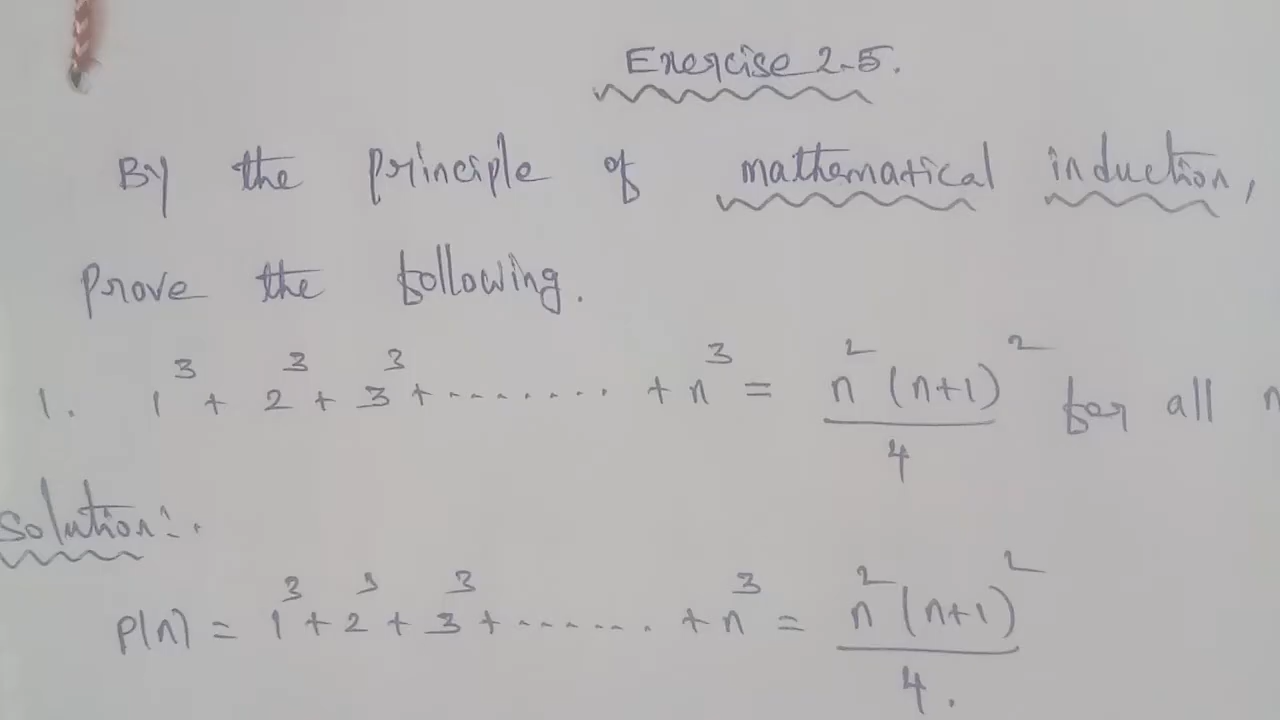 Exercise 2.5.
By the principle of mathematical induction,
Prove the following.
1. 1³ + 2³ + 3³ + ........ + n³ = n²(n+1)²/4 for all n
Solution:.
P(n) = 1³ + 2³ + 3³ + ...... + n³ = n²(n+1)²/4.